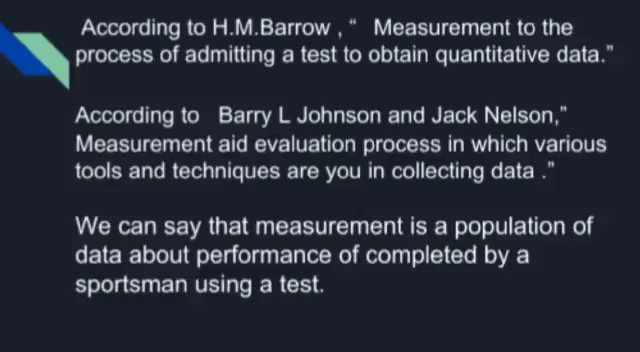 According to H.M.Barrow , “ Measurement to the
process of admitting a test to obtain quantitative data.”
According to Barry L Johnson and Jack Nelson,”
Measurement aid evaluation process in which various
tools and techniques are you in collecting data .”
We can say that measurement is a population of
data about performance of completed by a
sportsman using a test.